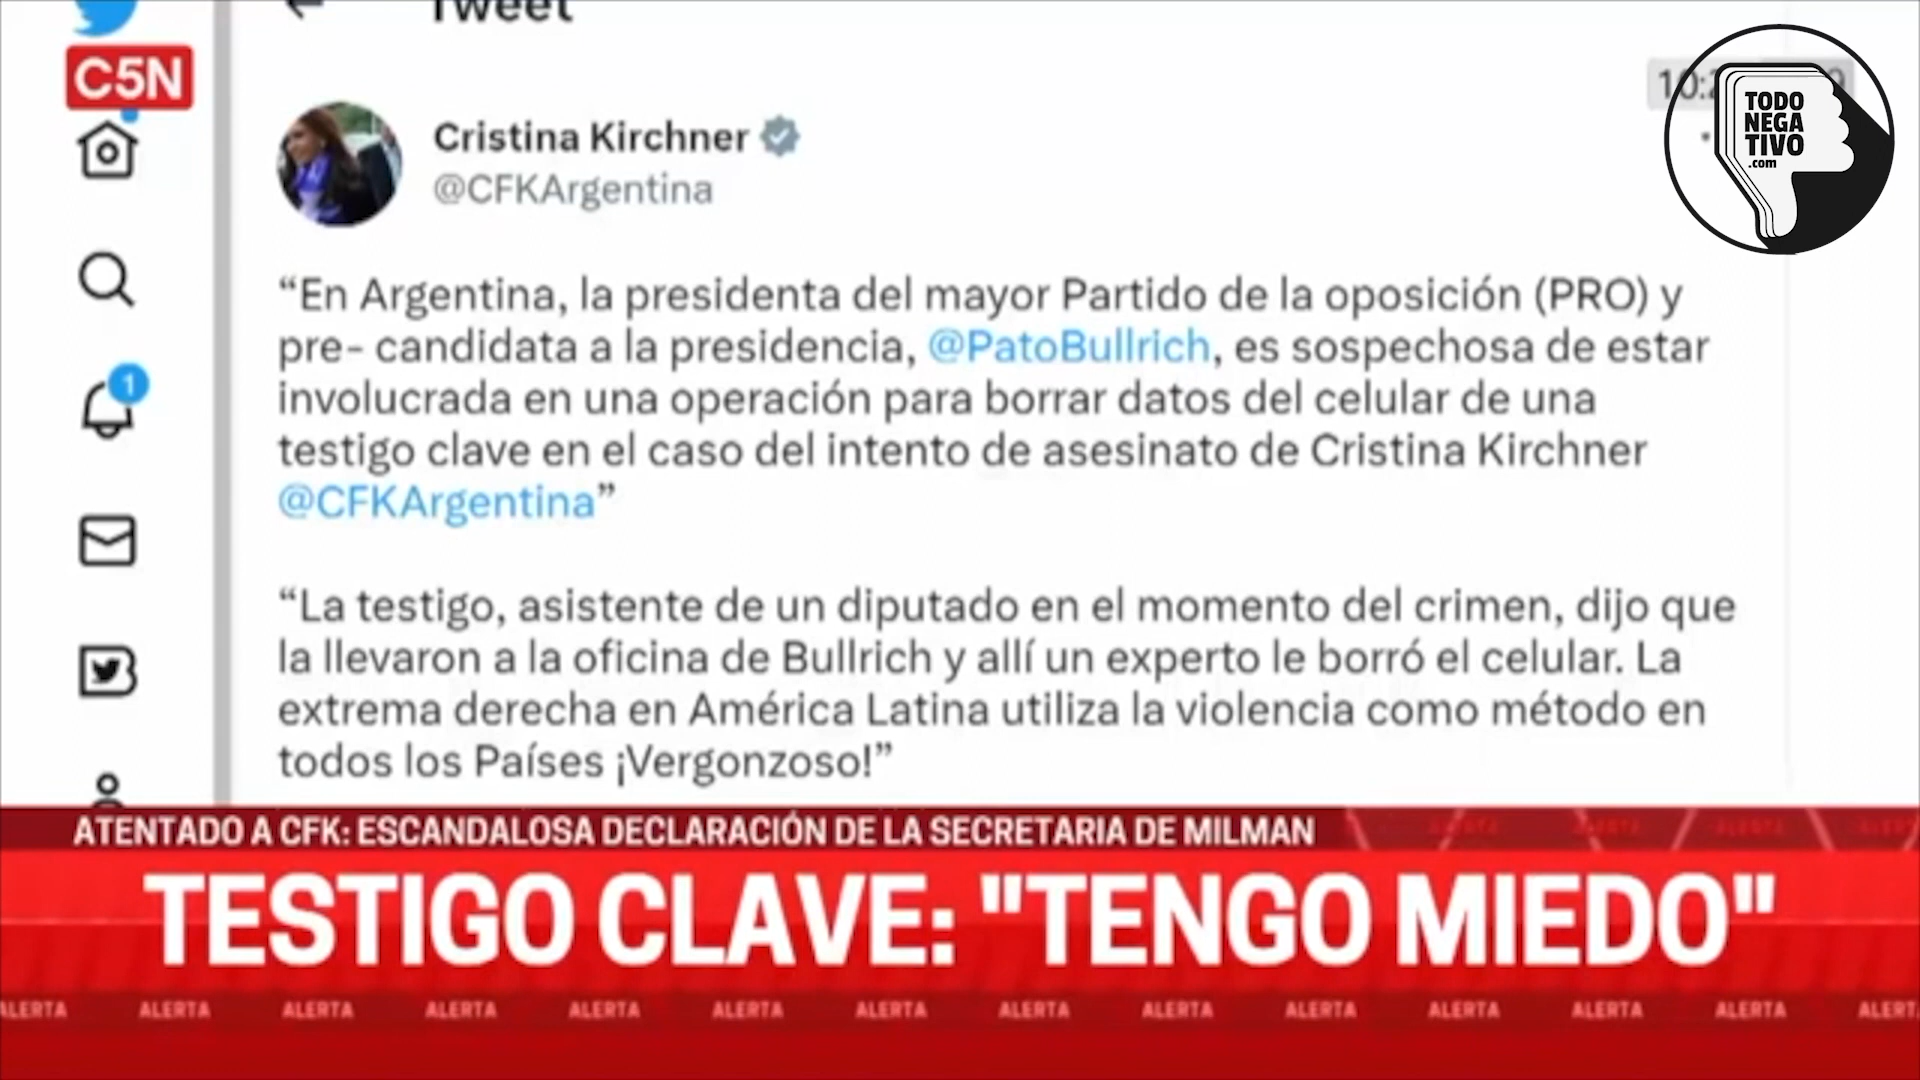 Tweet
C5N
TODO
NEGA
TIVO
.com
Cristina Kirchner
@CFKArgentina
“En Argentina, la presidenta del mayor Partido de la oposición (PRO) y
pre- candidata a la presidencia, @PatoBullrich, es sospechosa de estar
involucrada en una operación para borrar datos del celular de una
testigo clave en el caso del intento de asesinato de Cristina Kirchner
@CFKArgentina”
1
“La testigo, asistente de un diputado en el momento del crimen, dijo que
la llevaron a la oficina de Bullrich y allí un experto le borró el celular. La
extrema derecha en América Latina utiliza la violencia como método en
todos los Países ¡Vergonzoso!”
ATENTADO A CFK: ESCANDALOSA DECLARACIÓN DE LA SECRETARIA DE MILMAN
TESTIGO CLAVE: "TENGO MIEDO"
ALERTA ALERTA ALERTA ALERTA ALERTA ALERTA ALERTA ALERTA ALERTA ALERTA ALERTA ALERTA ALERTA ALERT